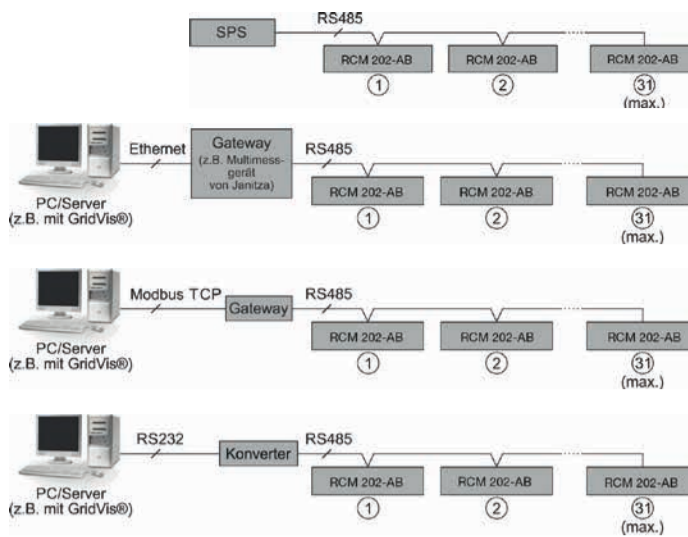 SPS
RS485
RCM 202-AB
RCM 202-AB
RCM 202-AB
1
2
31
(max.)
Ethernet
Gateway
(z.B. Multimess-
gerät
von Janitza)
RS485
PC/Server
(z.B. mit GridVis®)
RCM 202-AB
RCM 202-AB
RCM 202-AB
1
2
31
(max.)
Modbus TCP
Gateway
RS485
PC/Server
(z.B. mit GridVis®)
RCM 202-AB
RCM 202-AB
RCM 202-AB
1
2
31
(max.)
RS232
Konverter
RS485
PC/Server
(z.B. mit GridVis®)
RCM 202-AB
RCM 202-AB
RCM 202-AB
1
2
31
(max.)